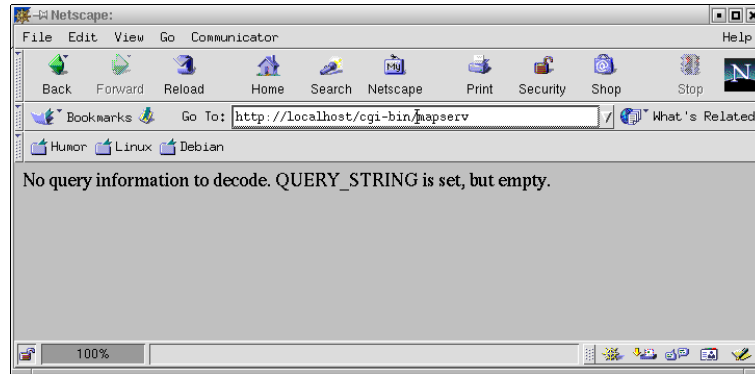 Netscape:
File Edit View Go Communicator Help
Back Forward Reload Home Search Netscape Print Security Shop Stop
My
N
Bookmarks Go To: http://localhost/cgi-bin/mapserv What's Related
Humor Linux Debian
No query information to decode. QUERY_STRING is set, but empty.
100%